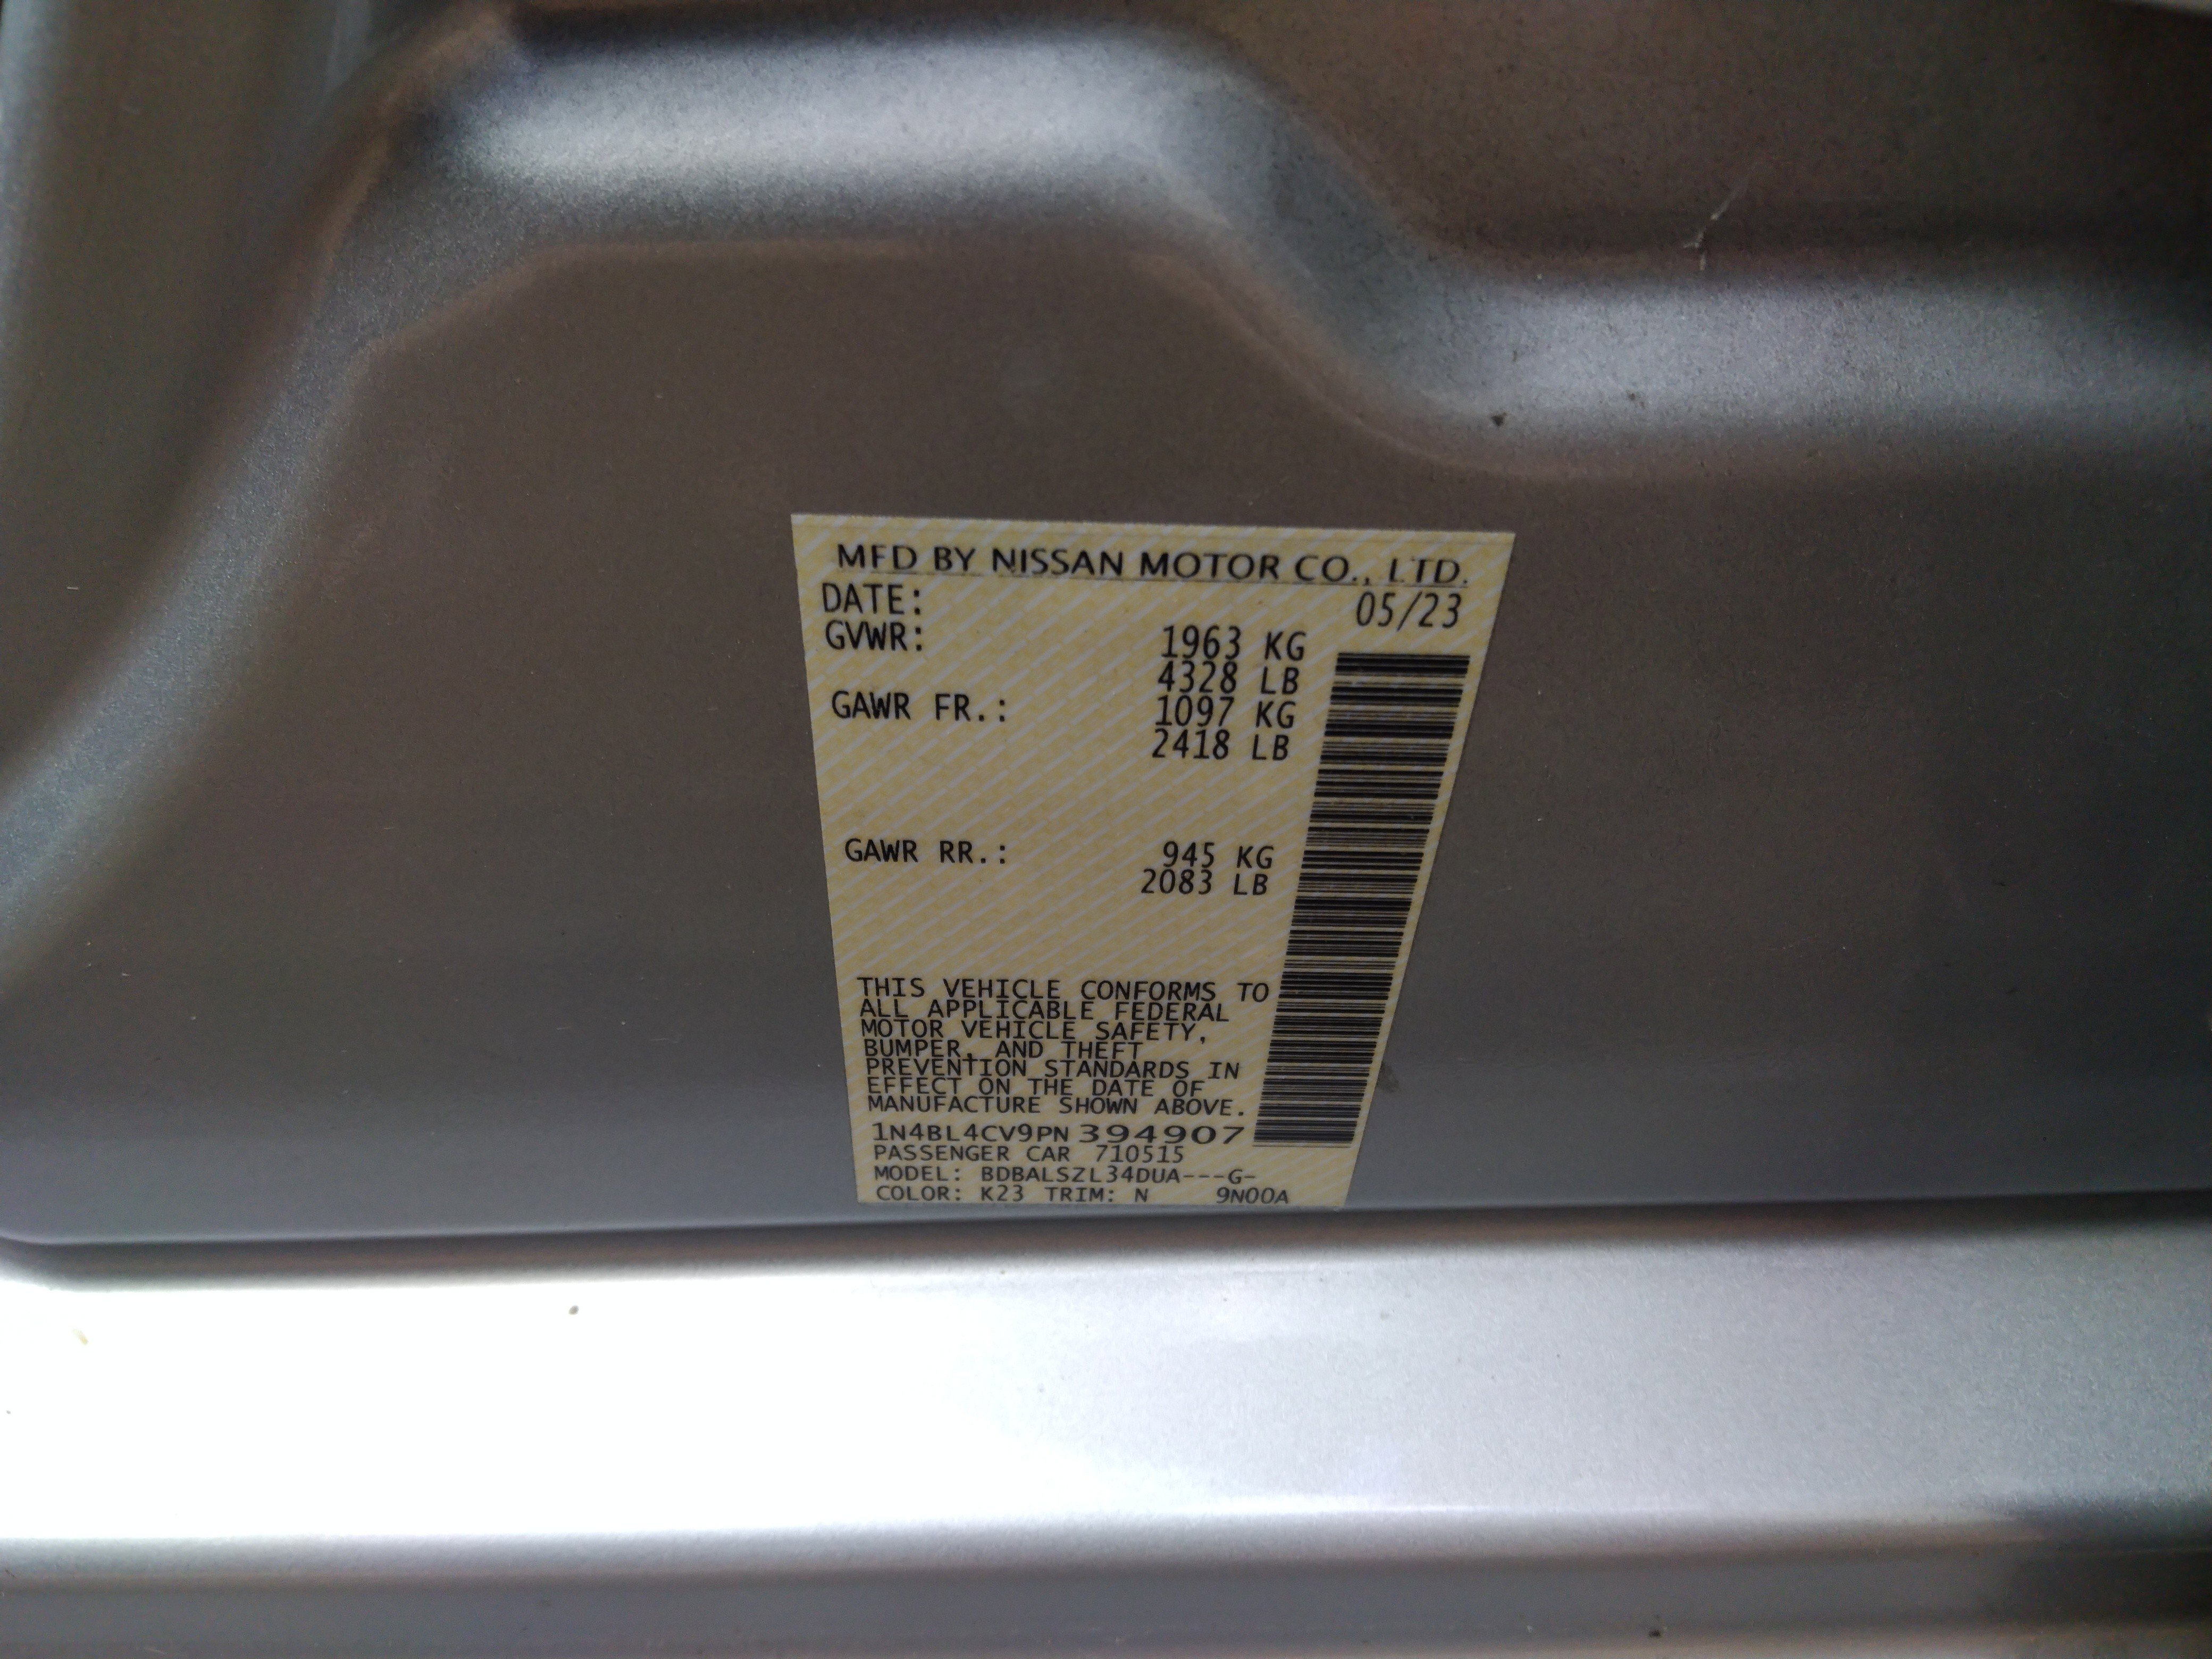 MFD BY NISSAN MOTOR CO., LTD.
DATE: 05/23
GVWR: 1963 KG
4328 LB
GAWR FR.: 1097 KG
2418 LB
GAWR RR.: 945 KG
2083 LB
THIS VEHICLE CONFORMS TO
ALL APPLICABLE FEDERAL
MOTOR VEHICLE SAFETY,
BUMPER, AND THEFT
PREVENTION STANDARDS IN
EFFECT ON THE DATE OF
MANUFACTURE SHOWN ABOVE.
1N4BL4CV9PN394907
PASSENGER CAR 710515
MODEL: BDBALSZL34DUA---G-
COLOR: K23 TRIM: N 9N00A